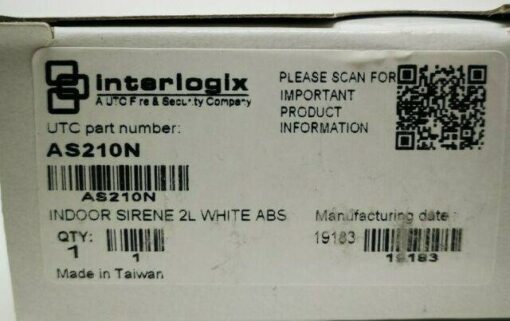 interlogix
A UTC Fire & Security Company
PLEASE SCAN FOR
IMPORTANT
PRODUCT
INFORMATION
UTC part number:
AS210N
AS210N
INDOOR SIRENE 2L WHITE ABS
QTY:
1
1
Manufacturing date :
19183
19183
Made in Taiwan